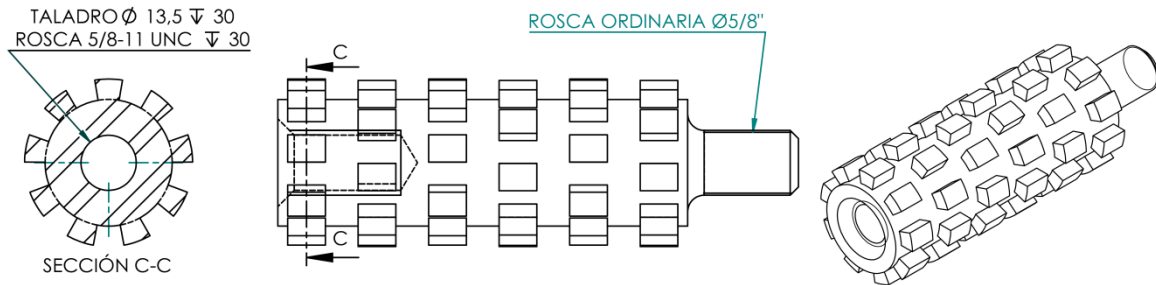 TALADRO Ø 13,5 ↧ 30
ROSCA 5/8-11 UNC ↧ 30
SECCIÓN C-C
C
C
ROSCA ORDINARIA Ø5/8"